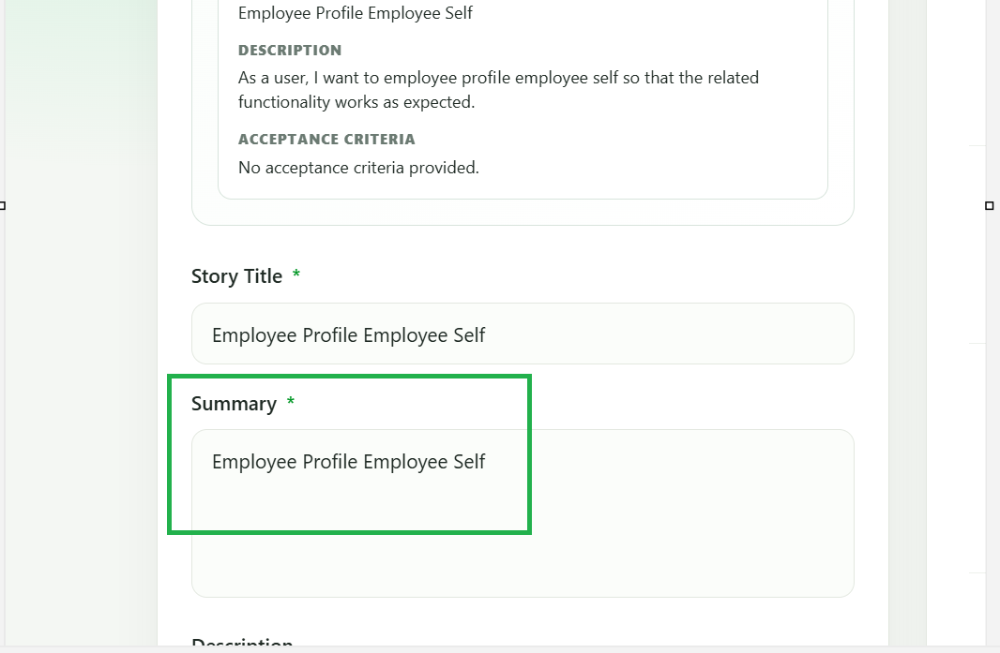 Employee Profile Employee Self
DESCRIPTION
As a user, I want to employee profile employee self so that the related
functionality works as expected.
ACCEPTANCE CRITERIA
No acceptance criteria provided.
Story Title *
Employee Profile Employee Self
Summary *
Employee Profile Employee Self
Description